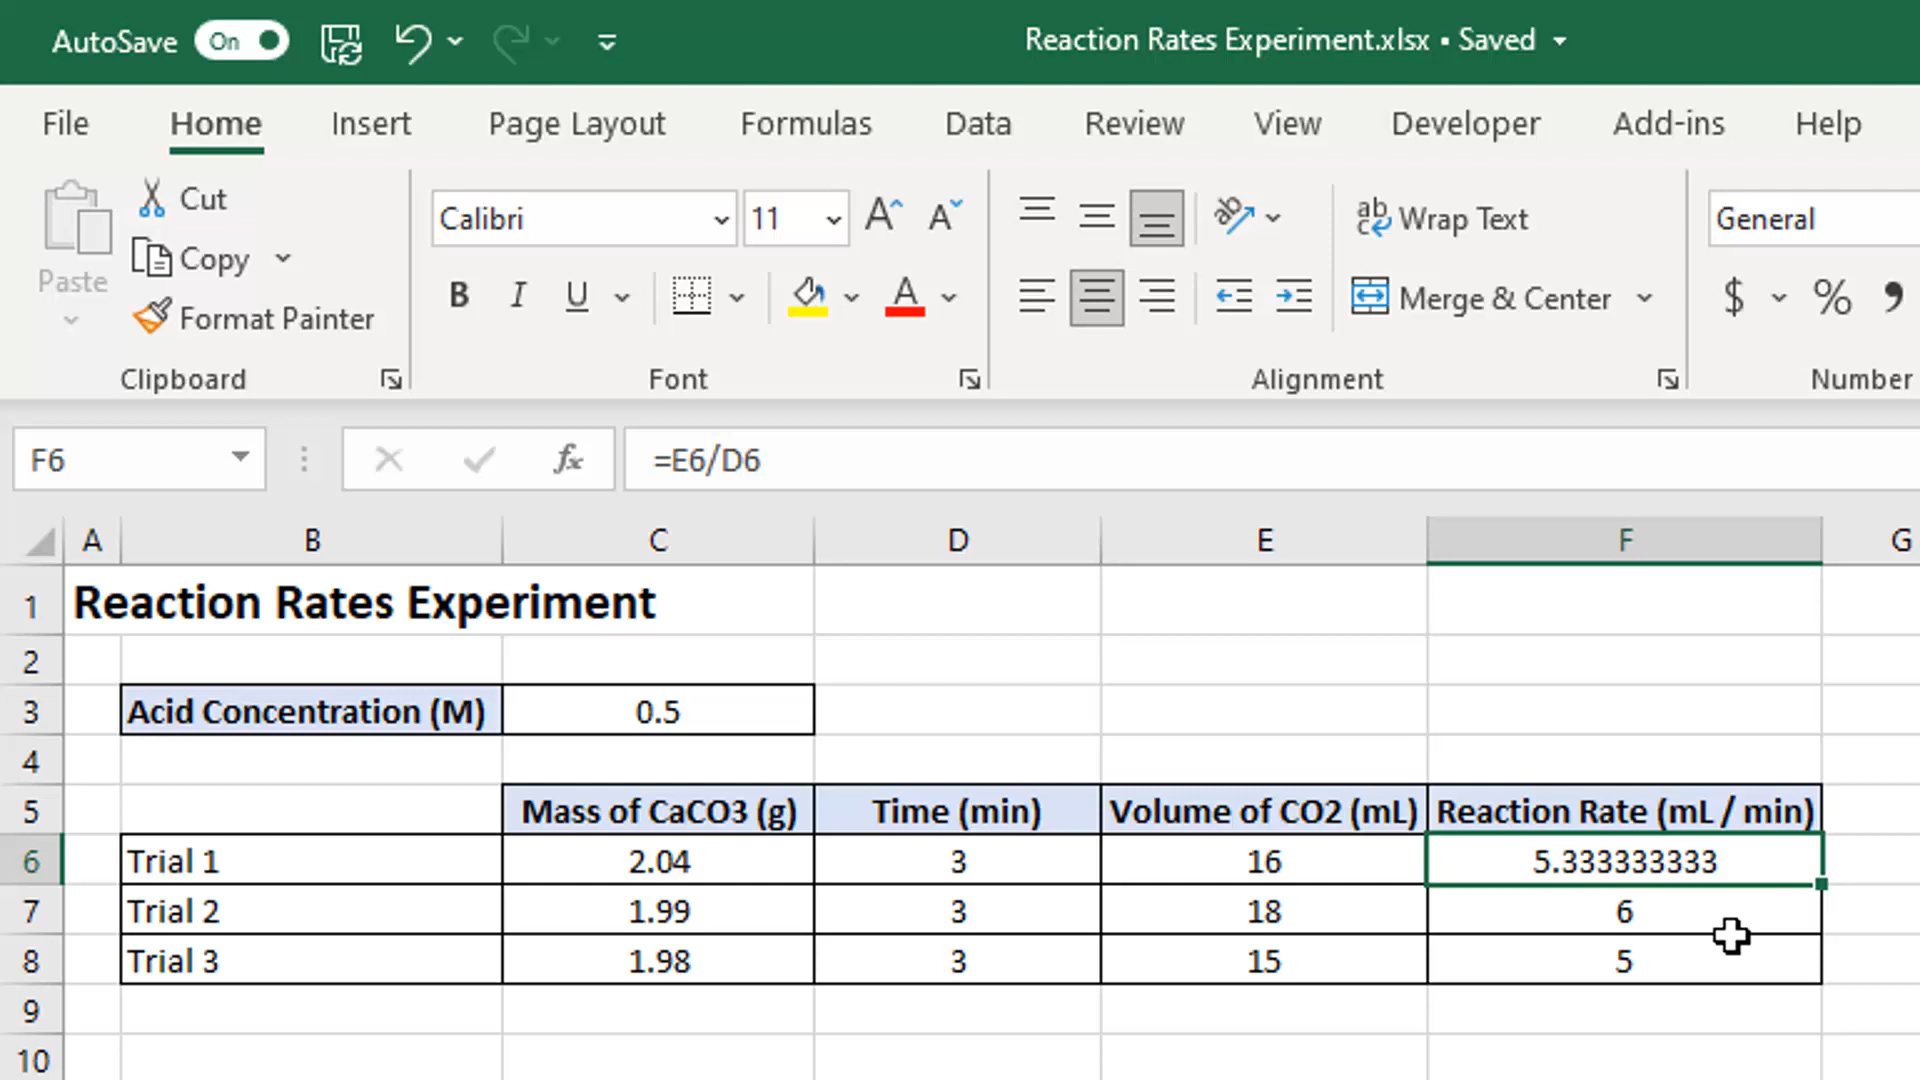 AutoSave On Reaction Rates Experiment.xlsx • Saved
File Home Insert Page Layout Formulas Data Review View Developer Add-ins Help
Paste
Cut
Copy
Format Painter
Clipboard
Calibri 11
B I U A
Font
ab Wrap Text
Merge & Center
Alignment
General
$ % ,
Number
F6 fx =E6/D6
A B C D E F G
1 Reaction Rates Experiment
2
3 Acid Concentration (M) 0.5
4
5 Mass of CaCO3 (g) Time (min) Volume of CO2 (mL) Reaction Rate (mL / min)
6 Trial 1 2.04 3 16 5.333333333
7 Trial 2 1.99 3 18 6
8 Trial 3 1.98 3 15 5
9
10